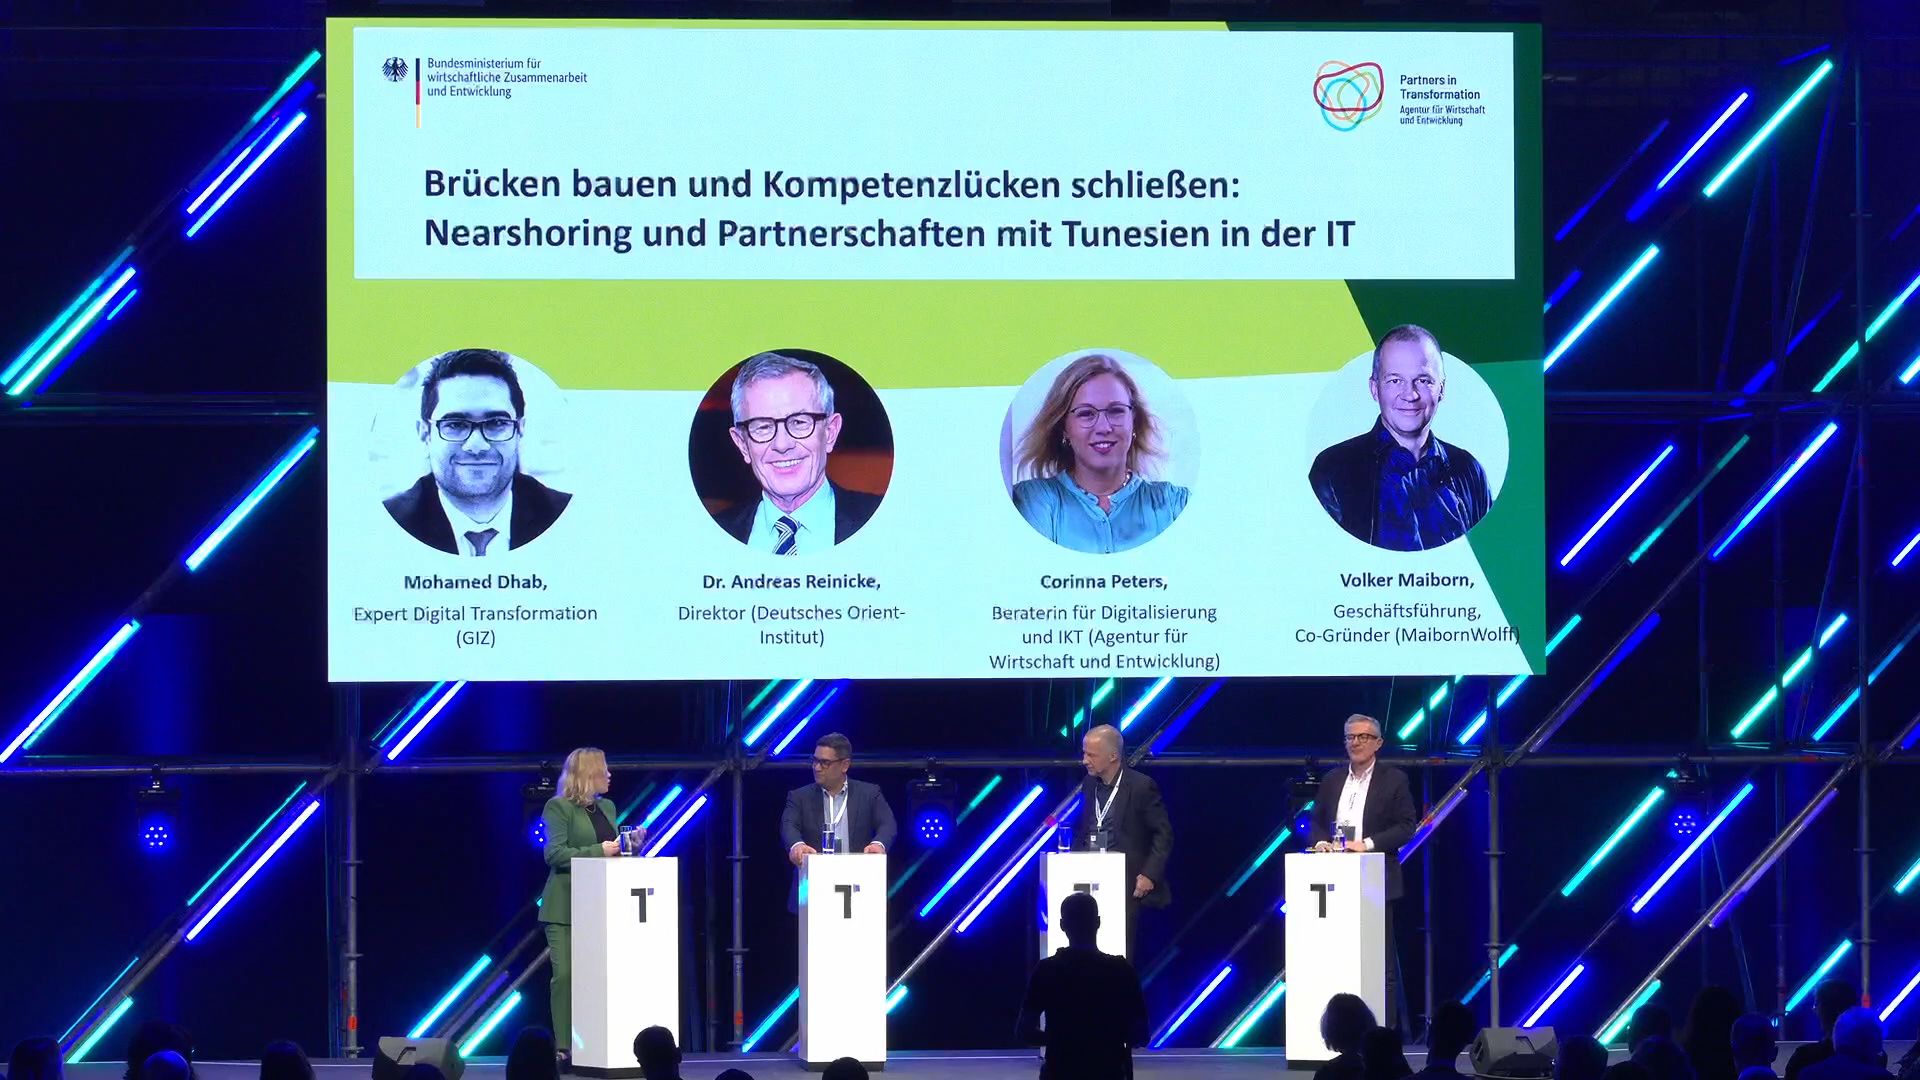 Bundesministerium für
wirtschaftliche Zusammenarbeit
und Entwicklung
Partners in
Transformation
Agentur für Wirtschaft
und Entwicklung
Brücken bauen und Kompetenzlücken schließen:
Nearshoring und Partnerschaften mit Tunesien in der IT
Mohamed Dhab,
Expert Digital Transformation
(GIZ)
Dr. Andreas Reinicke,
Direktor (Deutsches Orient-
Institut)
Corinna Peters,
Beraterin für Digitalisierung
und IKT (Agentur für
Wirtschaft und Entwicklung)
Volker Maiborn,
Geschäftsführung,
Co-Gründer (MaibornWolff)
T
T
T
T